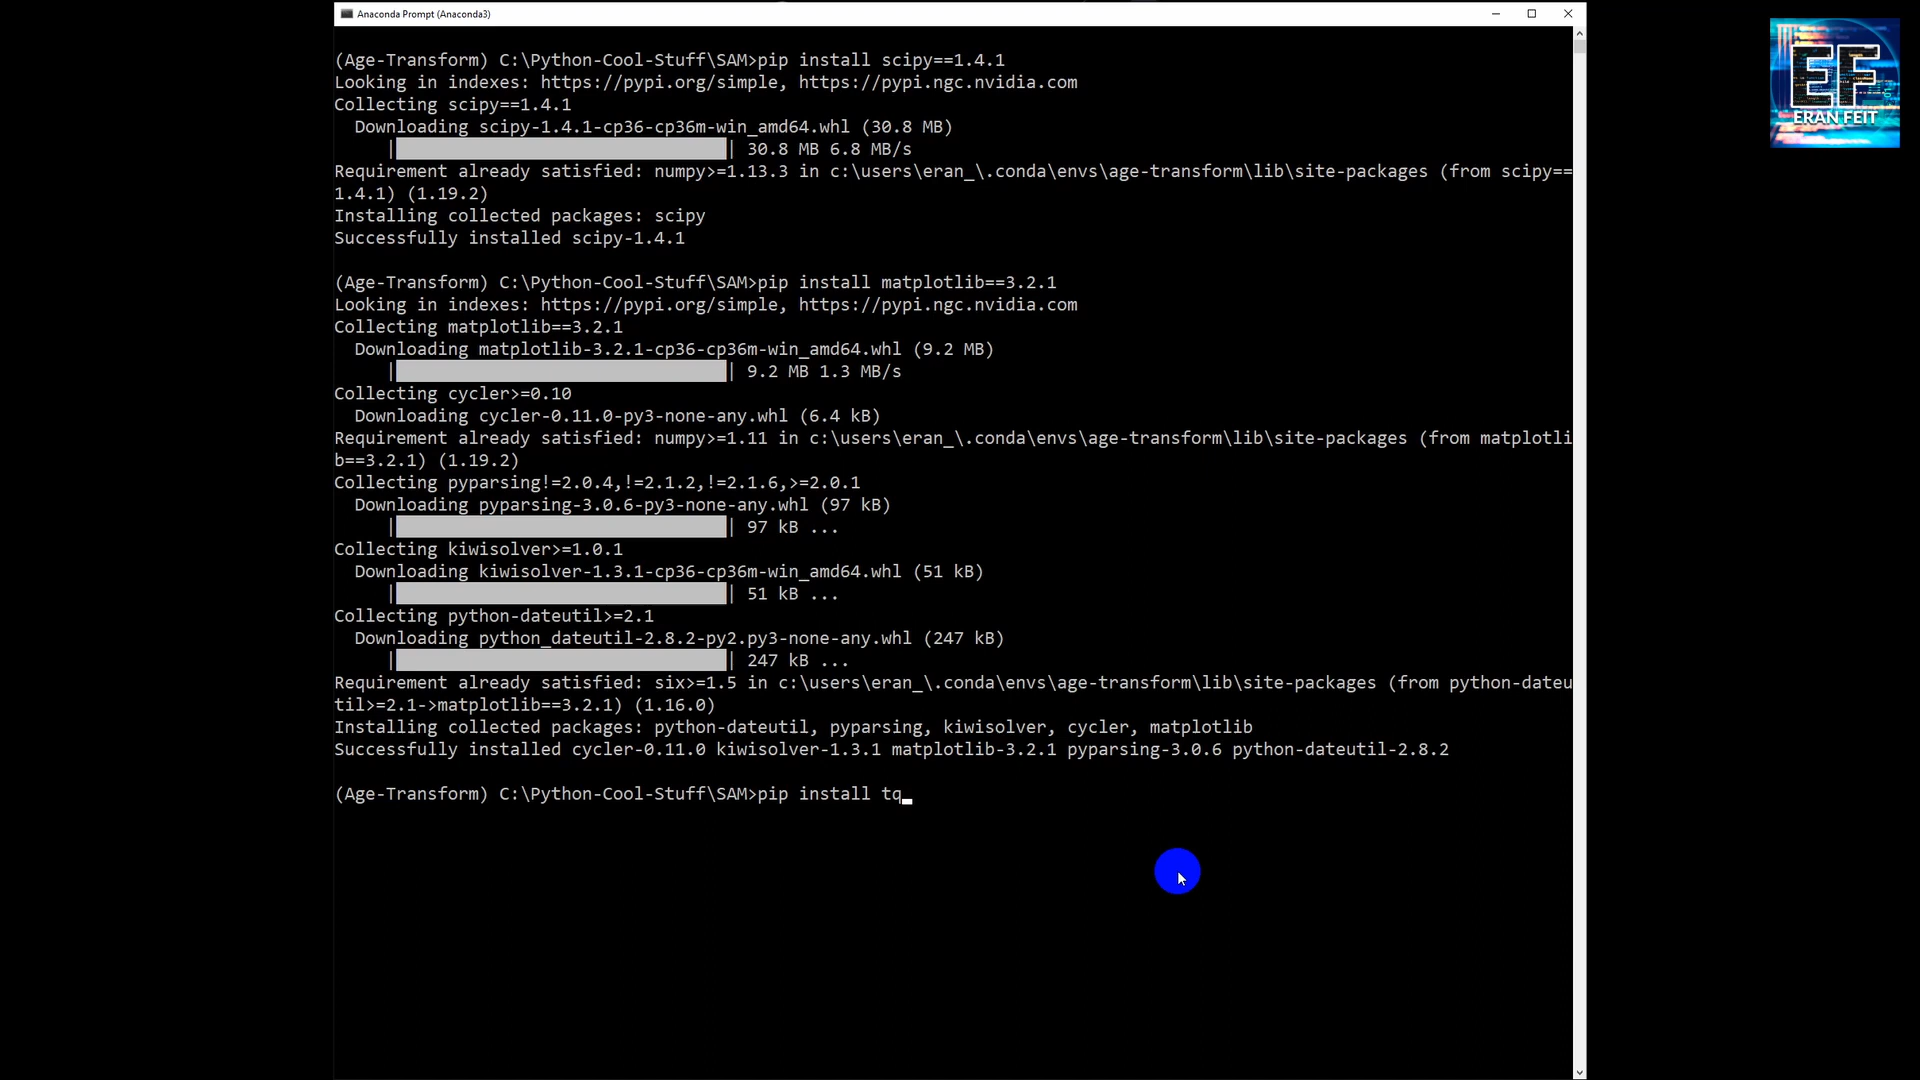 Anaconda Prompt (Anaconda3)
(Age-Transform) C:\Python-Cool-Stuff\SAM>pip install scipy==1.4.1
Looking in indexes: https://pypi.org/simple, https://pypi.ngc.nvidia.com
Collecting scipy==1.4.1
  Downloading scipy-1.4.1-cp36-cp36m-win_amd64.whl (30.8 MB)
     |████████████████████████████████| 30.8 MB 6.8 MB/s
Requirement already satisfied: numpy>=1.13.3 in c:\users\eran_\.conda\envs\age-transform\lib\site-packages (from scipy==
1.4.1) (1.19.2)
Installing collected packages: scipy
Successfully installed scipy-1.4.1
(Age-Transform) C:\Python-Cool-Stuff\SAM>pip install matplotlib==3.2.1
Looking in indexes: https://pypi.org/simple, https://pypi.ngc.nvidia.com
Collecting matplotlib==3.2.1
  Downloading matplotlib-3.2.1-cp36-cp36m-win_amd64.whl (9.2 MB)
     |████████████████████████████████| 9.2 MB 1.3 MB/s
Collecting cycler>=0.10
  Downloading cycler-0.11.0-py3-none-any.whl (6.4 kB)
Requirement already satisfied: numpy>=1.11 in c:\users\eran_\.conda\envs\age-transform\lib\site-packages (from matplotli
b==3.2.1) (1.19.2)
Collecting pyparsing!=2.0.4,!=2.1.2,!=2.1.6,>=2.0.1
  Downloading pyparsing-3.0.6-py3-none-any.whl (97 kB)
     |████████████████████████████████| 97 kB ...
Collecting kiwisolver>=1.0.1
  Downloading kiwisolver-1.3.1-cp36-cp36m-win_amd64.whl (51 kB)
     |████████████████████████████████| 51 kB ...
Collecting python-dateutil>=2.1
  Downloading python_dateutil-2.8.2-py2.py3-none-any.whl (247 kB)
     |████████████████████████████████| 247 kB ...
Requirement already satisfied: six>=1.5 in c:\users\eran_\.conda\envs\age-transform\lib\site-packages (from python-dateu
til>=2.1->matplotlib==3.2.1) (1.16.0)
Installing collected packages: python-dateutil, pyparsing, kiwisolver, cycler, matplotlib
Successfully installed cycler-0.11.0 kiwisolver-1.3.1 matplotlib-3.2.1 pyparsing-3.0.6 python-dateutil-2.8.2
(Age-Transform) C:\Python-Cool-Stuff\SAM>pip install tq
EF
ERAN FEIT